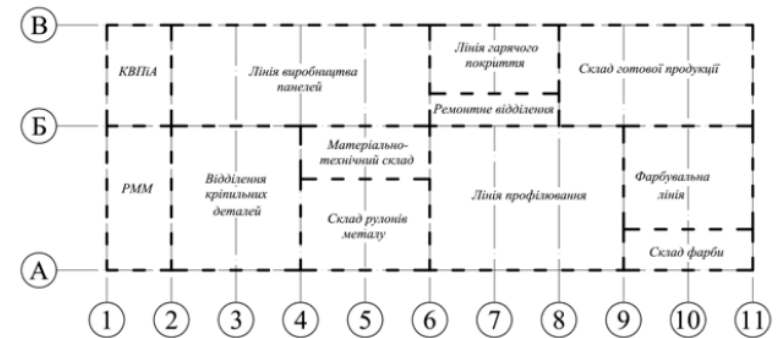 В
КВПіА
Лінія виробництва
панелей
Лінія гарячого
покриття
Склад готової продукції
Ремонтне відділення
Б
РММ
Відділення
кріпильних
деталей
Матеріально-
технічний склад
Склад рулонів
металу
Лінія профілювання
Фарбувальна
лінія
Склад фарби
А
1 2 3 4 5 6 7 8 9 10 11